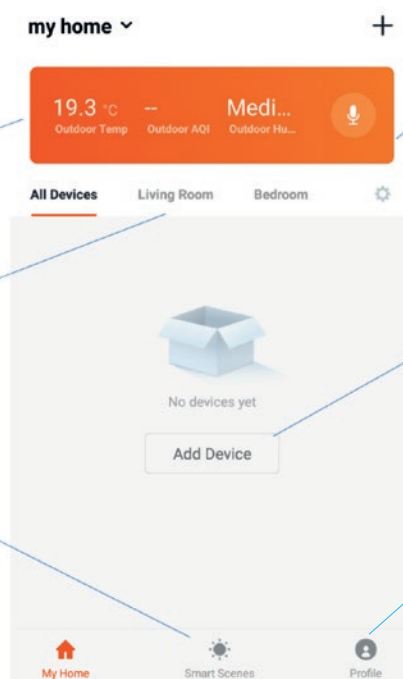 my home
19.3 °C -- Medi...
Outdoor Temp Outdoor AQI Outdoor Hu...
All Devices Living Room Bedroom
No devices yet
Add Device
My Home Smart Scenes Profile